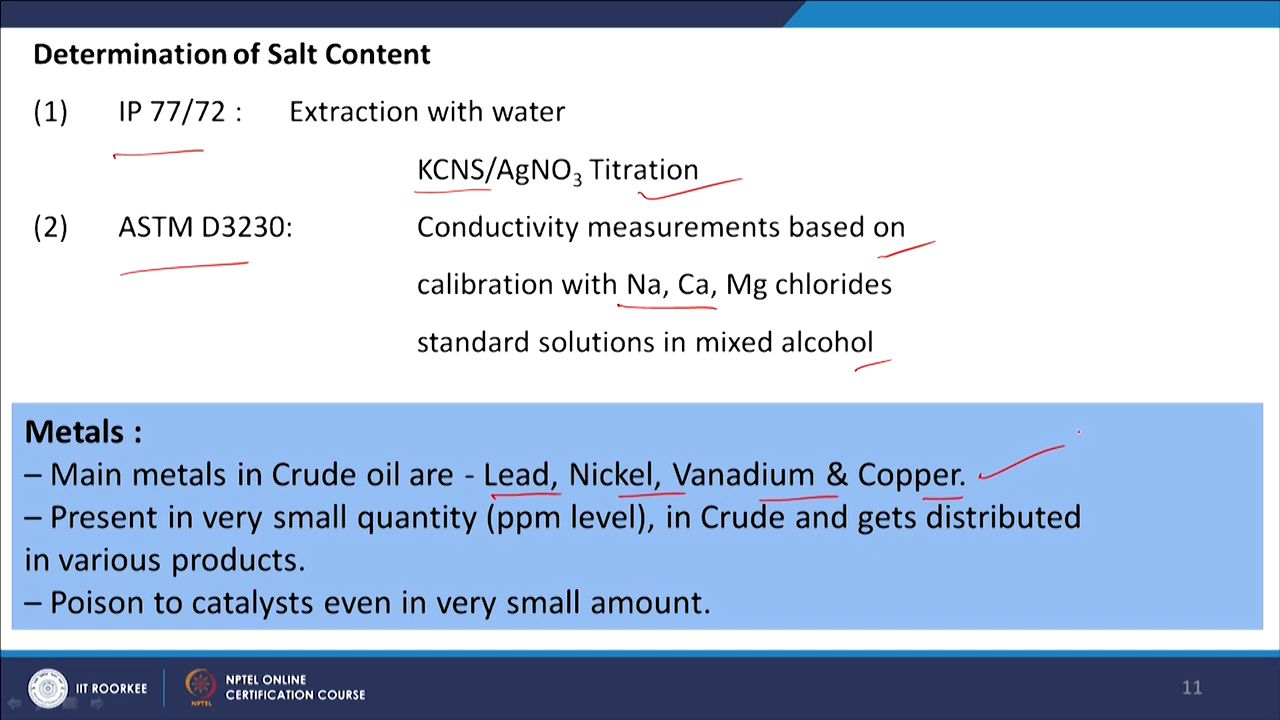 Determination of Salt Content
(1) IP 77/72 : Extraction with water
KCNS/AgNO₃ Titration
(2) ASTM D3230: Conductivity measurements based on
calibration with Na, Ca, Mg chlorides
standard solutions in mixed alcohol
Metals :
– Main metals in Crude oil are - Lead, Nickel, Vanadium & Copper.
– Present in very small quantity (ppm level), in Crude and gets distributed
in various products.
– Poison to catalysts even in very small amount.
IIT ROORKEE
NPTEL
NPTEL ONLINE
CERTIFICATION COURSE
11